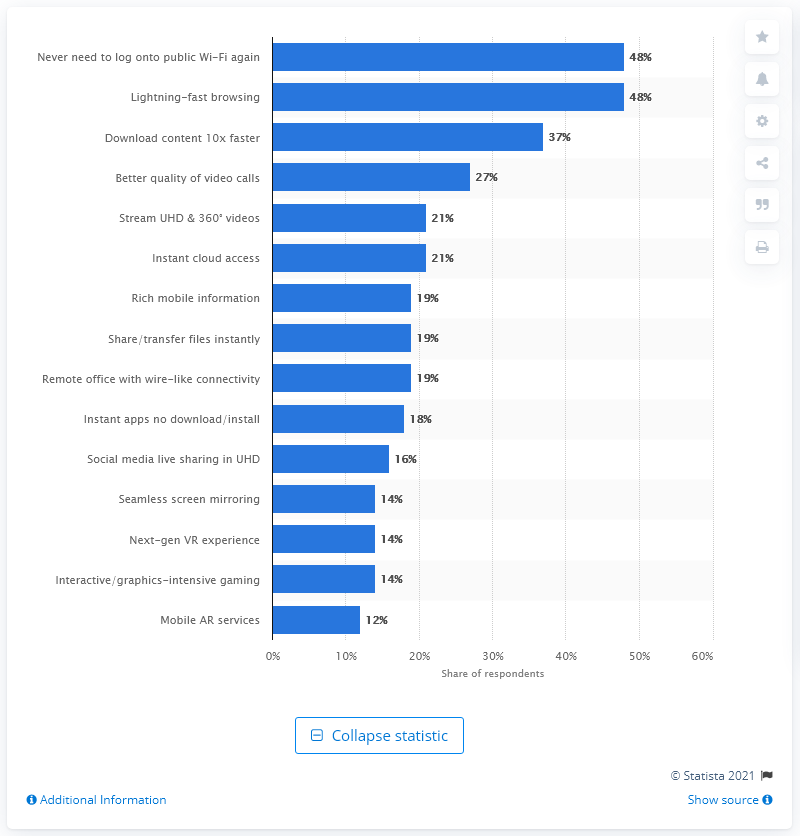 Never need to log onto public Wi-Fi again 48%
Lightning-fast browsing 48%
Download content 10x faster 37%
Better quality of video calls 27%
Stream UHD & 360° videos 21%
Instant cloud access 21%
Rich mobile information 19%
Share/transfer files instantly 19%
Remote office with wire-like connectivity 19%
Instant apps no download/install 18%
Social media live sharing in UHD 16%
Seamless screen mirroring 14%
Next-gen VR experience 14%
Interactive/graphics-intensive gaming 14%
Mobile AR services 12%
0% 10% 20% 30% 40% 50% 60%
Share of respondents
Collapse statistic
© Statista 2021
Additional Information Show source